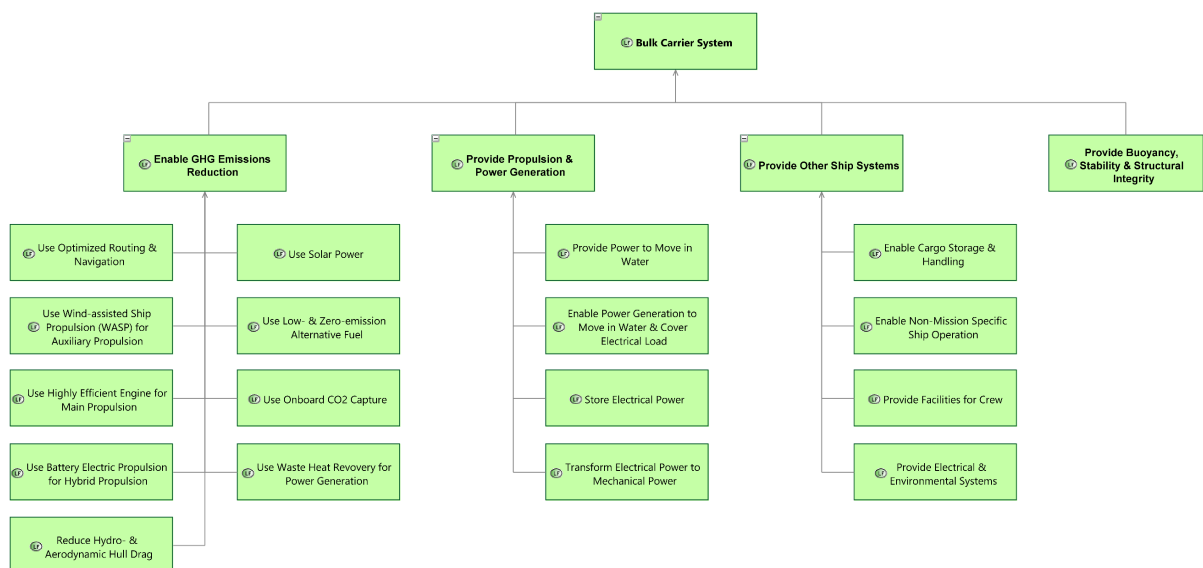 Bulk Carrier System
Enable GHG Emissions
Reduction
Provide Propulsion &
Power Generation
Provide Other Ship Systems
Provide Buoyancy,
Stability & Structural
Integrity
Use Optimized Routing &
Navigation
Use Solar Power
Use Wind-assisted Ship
Propulsion (WASP) for
Auxiliary Propulsion
Use Low- & Zero-emission
Alternative Fuel
Use Highly Efficient Engine for
Main Propulsion
Use Onboard CO2 Capture
Use Battery Electric Propulsion
for Hybrid Propulsion
Use Waste Heat Revovery for
Power Generation
Reduce Hydro- &
Aerodynamic Hull Drag
Provide Power to Move in
Water
Enable Power Generation to
Move in Water & Cover
Electrical Load
Store Electrical Power
Transform Electrical Power to
Mechanical Power
Enable Cargo Storage &
Handling
Enable Non-Mission Specific
Ship Operation
Provide Facilities for Crew
Provide Electrical &
Environmental Systems